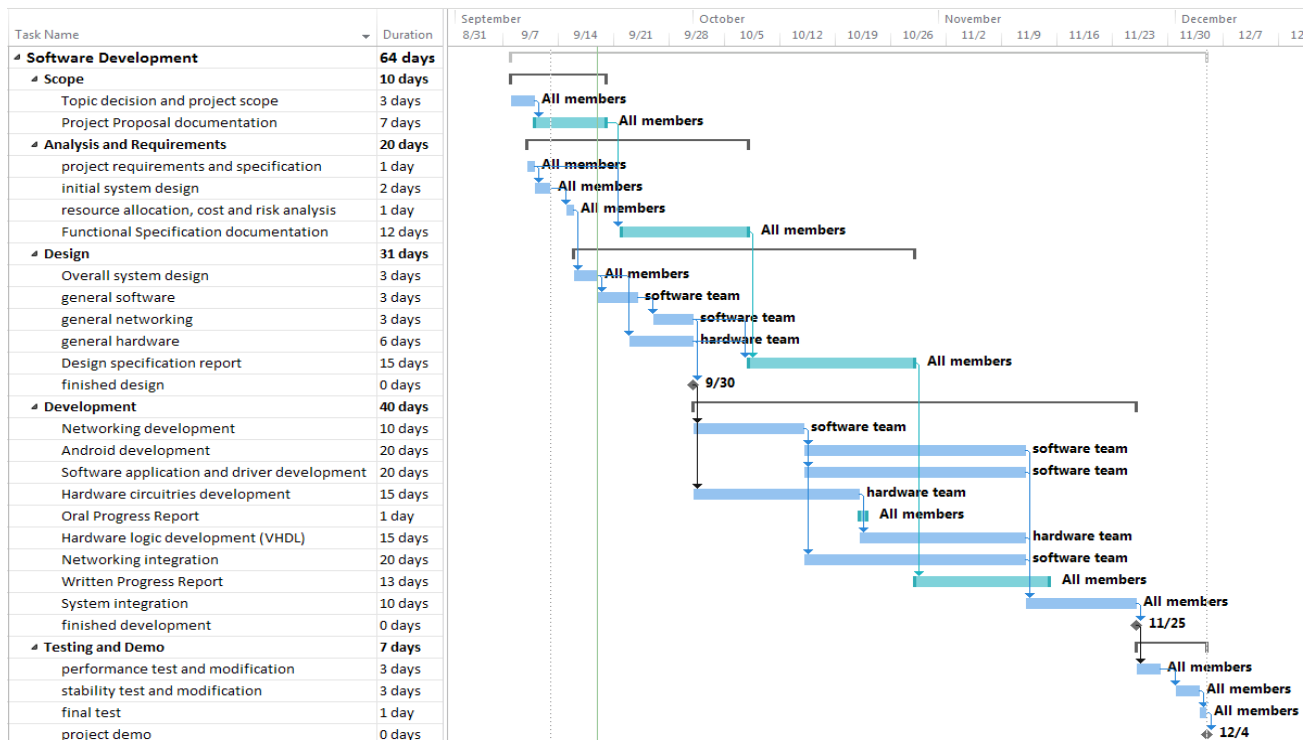 September October November December
Task Name Duration 8/31 9/7 9/14 9/21 9/28 10/5 10/12 10/19 10/26 11/2 11/9 11/16 11/23 11/30 12/7 12
Software Development 64 days
Scope 10 days
Topic decision and project scope 3 days All members
Project Proposal documentation 7 days All members
Analysis and Requirements 20 days
project requirements and specification 1 day All members
initial system design 2 days All members
resource allocation, cost and risk analysis 1 day All members
Functional Specification documentation 12 days All members
Design 31 days
Overall system design 3 days All members
general software 3 days software team
general networking 3 days software team
general hardware 6 days hardware team
Design specification report 15 days All members
finished design 0 days 9/30
Development 40 days
Networking development 10 days software team
Android development 20 days software team
Software application and driver development 20 days software team
Hardware circuitries development 15 days hardware team
Oral Progress Report 1 day All members
Hardware logic development (VHDL) 15 days hardware team
Networking integration 20 days software team
Written Progress Report 13 days All members
System integration 10 days All members
finished development 0 days 11/25
Testing and Demo 7 days
performance test and modification 3 days All members
stability test and modification 3 days All members
final test 1 day All members
project demo 0 days 12/4